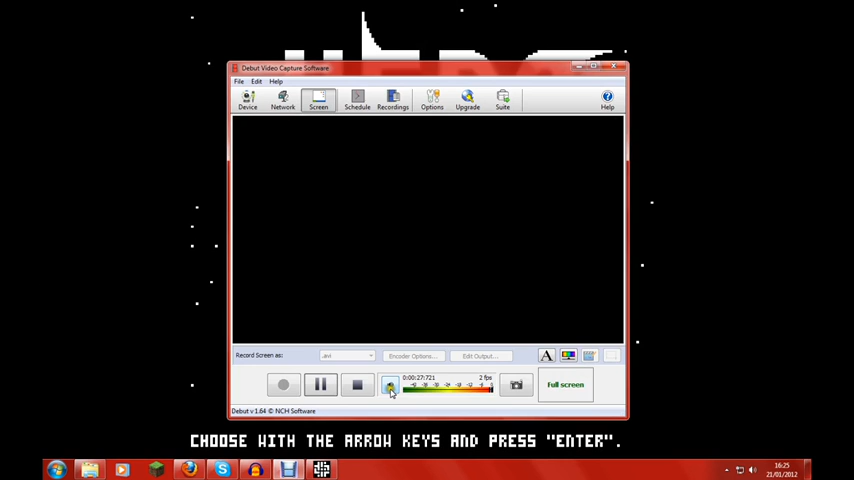 Debut Video Capture Software
File Edit Help
Device Network Screen Schedule Recordings Options Upgrade Suite Help
Record Screen as: .avi Encoder Options... Edit Output... A
0:00:27:721 2 fps
full screen
Debut v 1.64 © NCH Software
CHOOSE WITH THE ARROW KEYS AND PRESS "ENTER".
16:25
21/01/2012